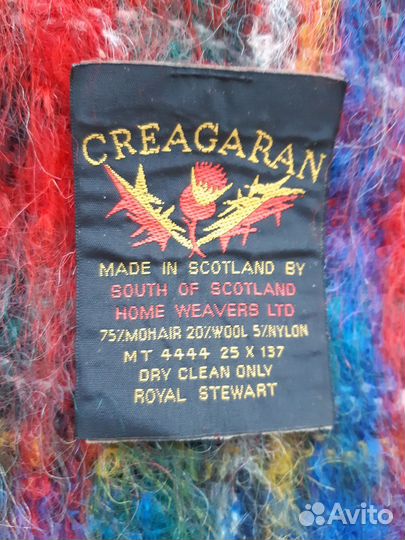 CREAGARAN
MADE IN SCOTLAND BY
SOUTH OF SCOTLAND
HOME WEAVERS LTD
75%MOHAIR 20%WOOL 5%NYLON
MT 4444 25 X 137
DRY CLEAN ONLY
ROYAL STEWART
Avito